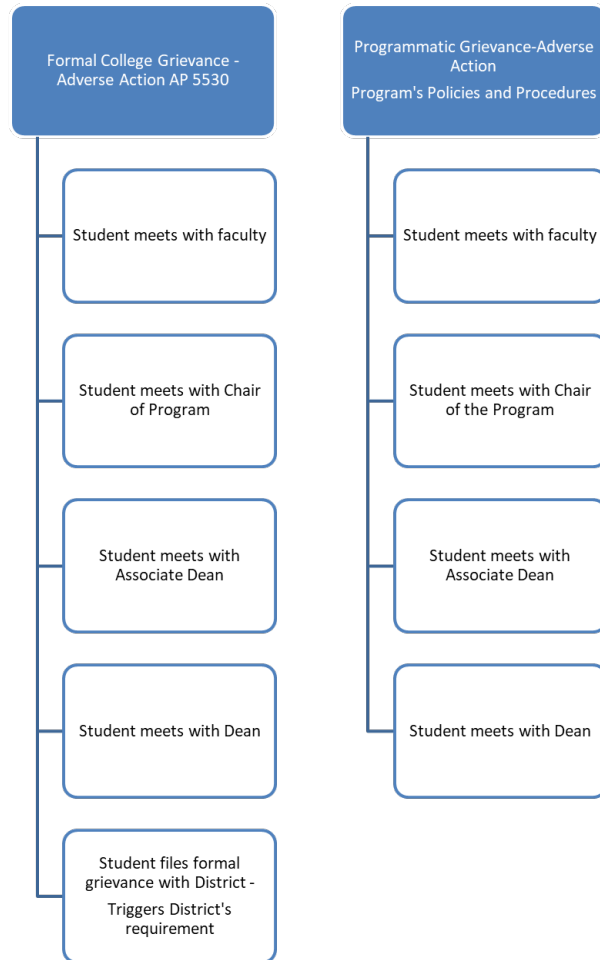 Formal College Grievance -
Adverse Action AP 5530
Student meets with faculty
Student meets with Chair
of Program
Student meets with
Associate Dean
Student meets with Dean
Student files formal
grievance with District -
Triggers District's
requirement
Programmatic Grievance-Adverse
Action
Program's Policies and Procedures
Student meets with faculty
Student meets with Chair
of the Program
Student meets with
Associate Dean
Student meets with Dean